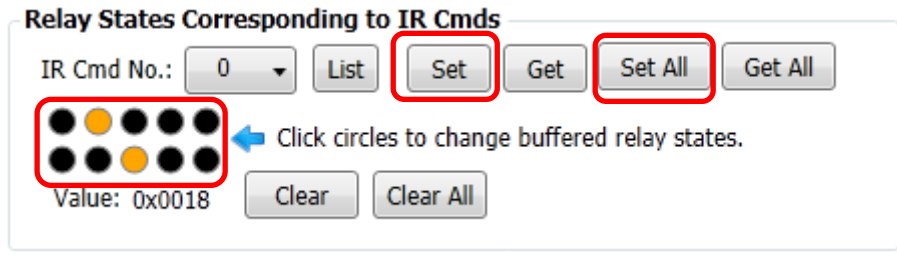 Relay States Corresponding to IR Cmds
IR Cmd No.: 0 List Set Get Set All Get All
Click circles to change buffered relay states.
Value: 0x0018 Clear Clear All